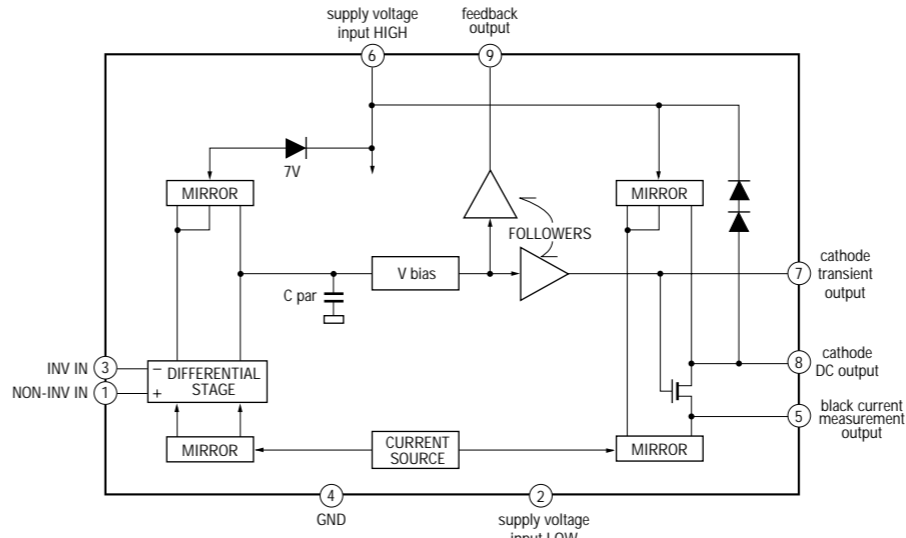 supply voltage
input HIGH
feedback
output
6
9
7V
MIRROR
MIRROR
FOLLOWERS
V bias
C par
cathode
transient
output
7
INV IN
3
−
DIFFERENTIAL
STAGE
NON-INV IN
1
+
8
cathode
DC output
5
black current
measurement
output
MIRROR
CURRENT
SOURCE
MIRROR
4
GND
2
supply voltage
input LOW